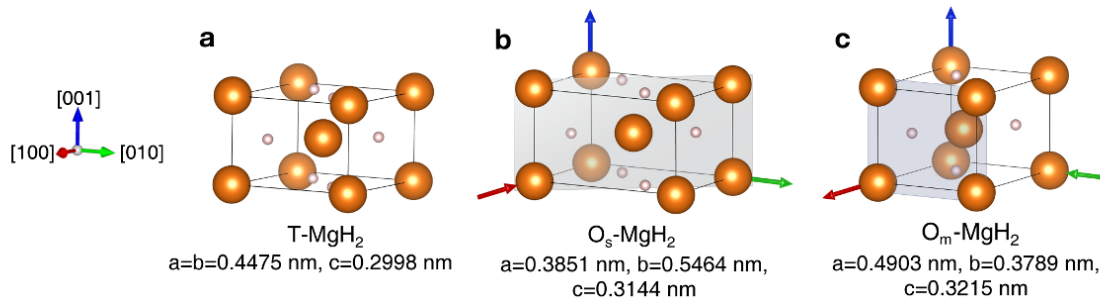 a
b
c
[001]
[100]
[010]
T-MgH₂
a=b=0.4475 nm, c=0.2998 nm
Oₛ-MgH₂
a=0.3851 nm, b=0.5464 nm,
c=0.3144 nm
Oₘ-MgH₂
a=0.4903 nm, b=0.3789 nm,
c=0.3215 nm